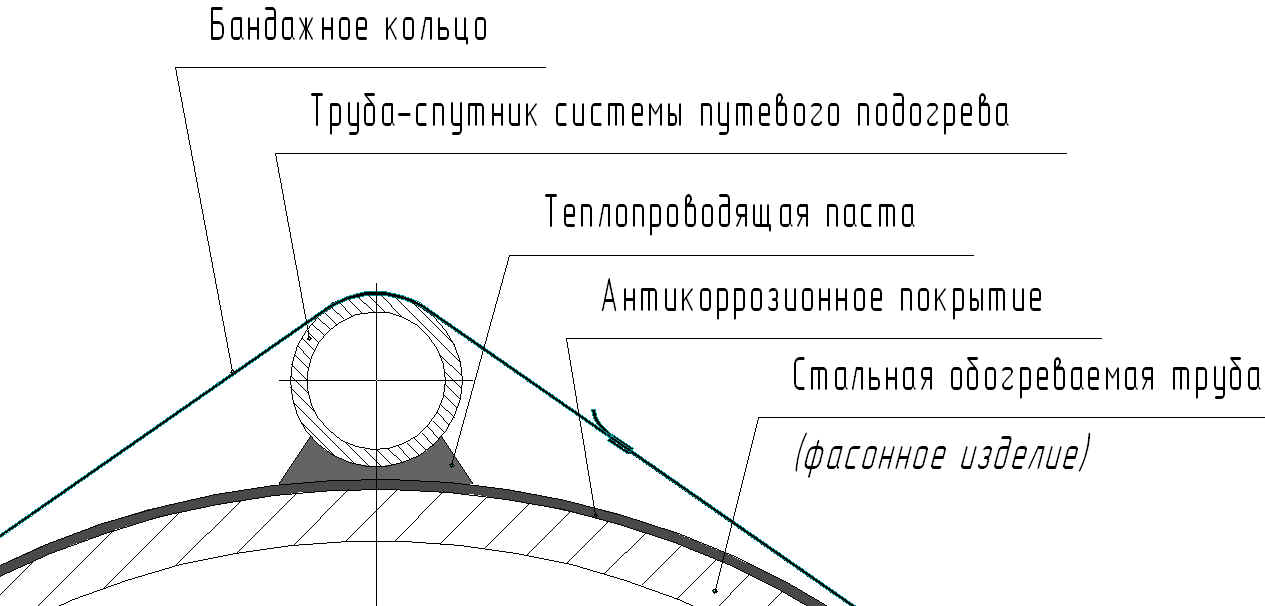 Бандажное кольцо
Труба-спутник системы путевого подогрева
Теплопроводящая паста
Антикоррозионное покрытие
Стальная обогреваемая труба
(фасонное изделие)